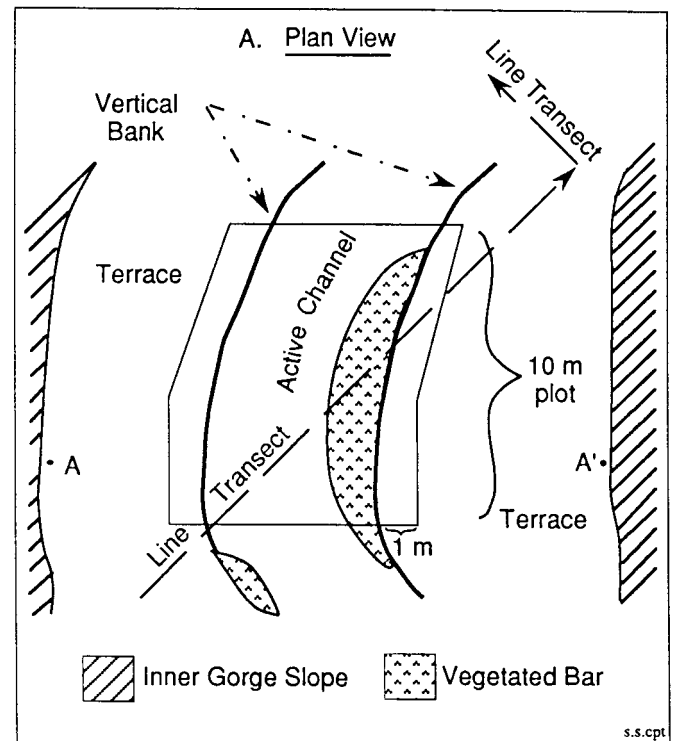 A. Plan View
Line Transect
Vertical
Bank
Terrace
Active Channel
10 m
plot
A
A'
Line Transect
Terrace
1 m
Inner Gorge Slope
Vegetated Bar
s.s.cpt